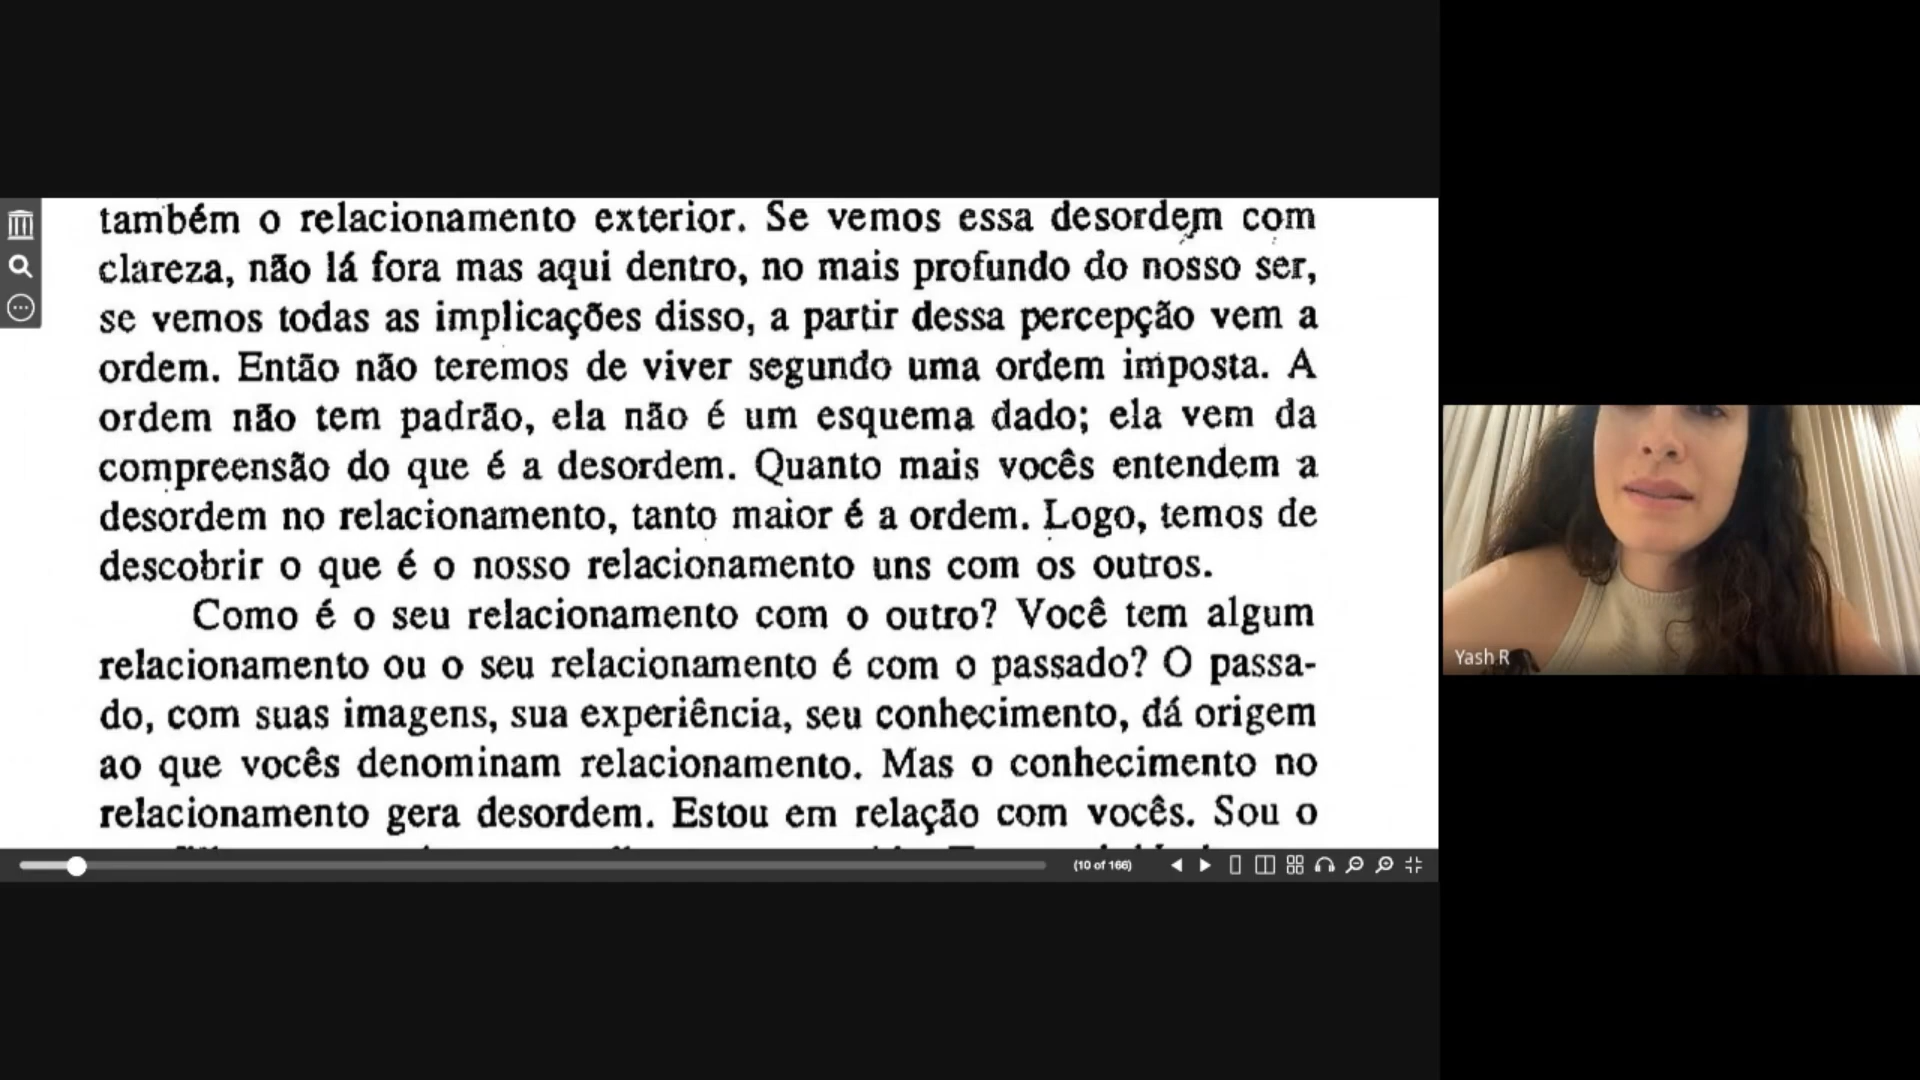 também o relacionamento exterior. Se vemos essa desordem com
clareza, não lá fora mas aqui dentro, no mais profundo do nosso ser,
se vemos todas as implicações disso, a partir dessa percepção vem a
ordem. Então não teremos de viver segundo uma ordem imposta. A
ordem não tem padrão, ela não é um esquema dado; ela vem da
compreensão do que é a desordem. Quanto mais vocês entendem a
desordem no relacionamento, tanto maior é a ordem. Logo, temos de
descobrir o que é o nosso relacionamento uns com os outros.
Como é o seu relacionamento com o outro? Você tem algum
relacionamento ou o seu relacionamento é com o passado? O passa-
do, com suas imagens, sua experiência, seu conhecimento, dá origem
ao que vocês denominam relacionamento. Mas o conhecimento no
relacionamento gera desordem. Estou em relação com vocês. Sou o
(10 of 166)
Yash R